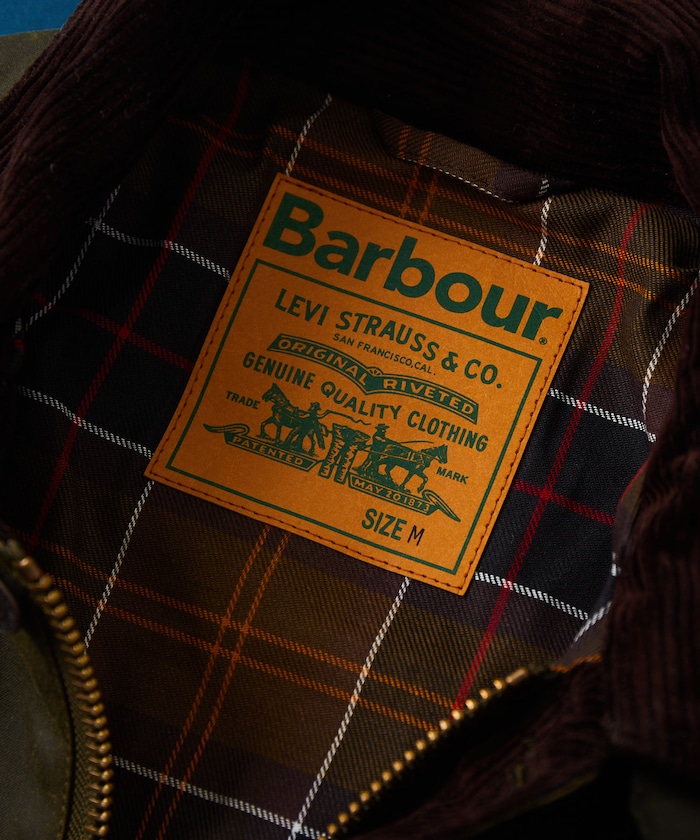 Barbour®
LEVI STRAUSS & CO.
SAN FRANCISCO, CAL.
ORIGINAL RIVETED
GENUINE QUALITY CLOTHING
TRADE MARK
PATENTED MAY 20 1873
SIZE M